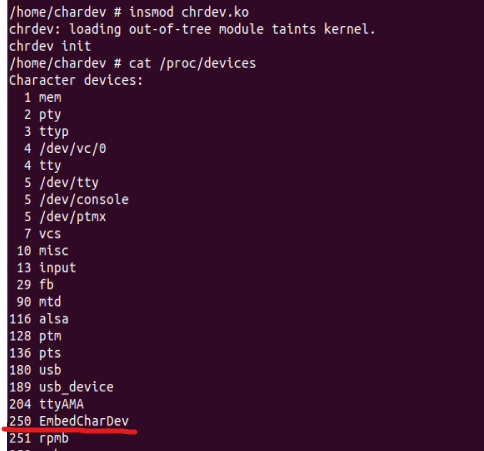 /home/chardev # insmod chrdev.ko
chrdev: loading out-of-tree module taints kernel.
chrdev init
/home/chardev # cat /proc/devices
Character devices:
  1 mem
  2 pty
  3 ttyp
  4 /dev/vc/0
  4 tty
  5 /dev/tty
  5 /dev/console
  5 /dev/ptmx
  7 vcs
 10 misc
 13 input
 29 fb
 90 mtd
116 alsa
128 ptm
136 pts
180 usb
189 usb_device
204 ttyAMA
250 EmbedCharDev
251 rpmb